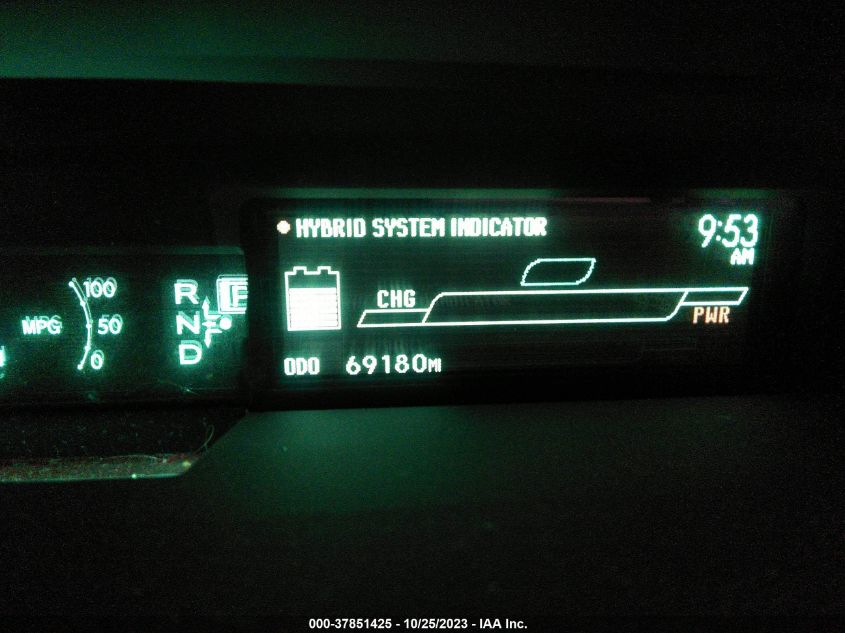 HYBRID SYSTEM INDICATOR
9:53
AM
100
MPG
50
0
R
N
D
P
CHG
PWR
ODO 69180MI
000-37851425 - 10/25/2023 - IAA Inc.